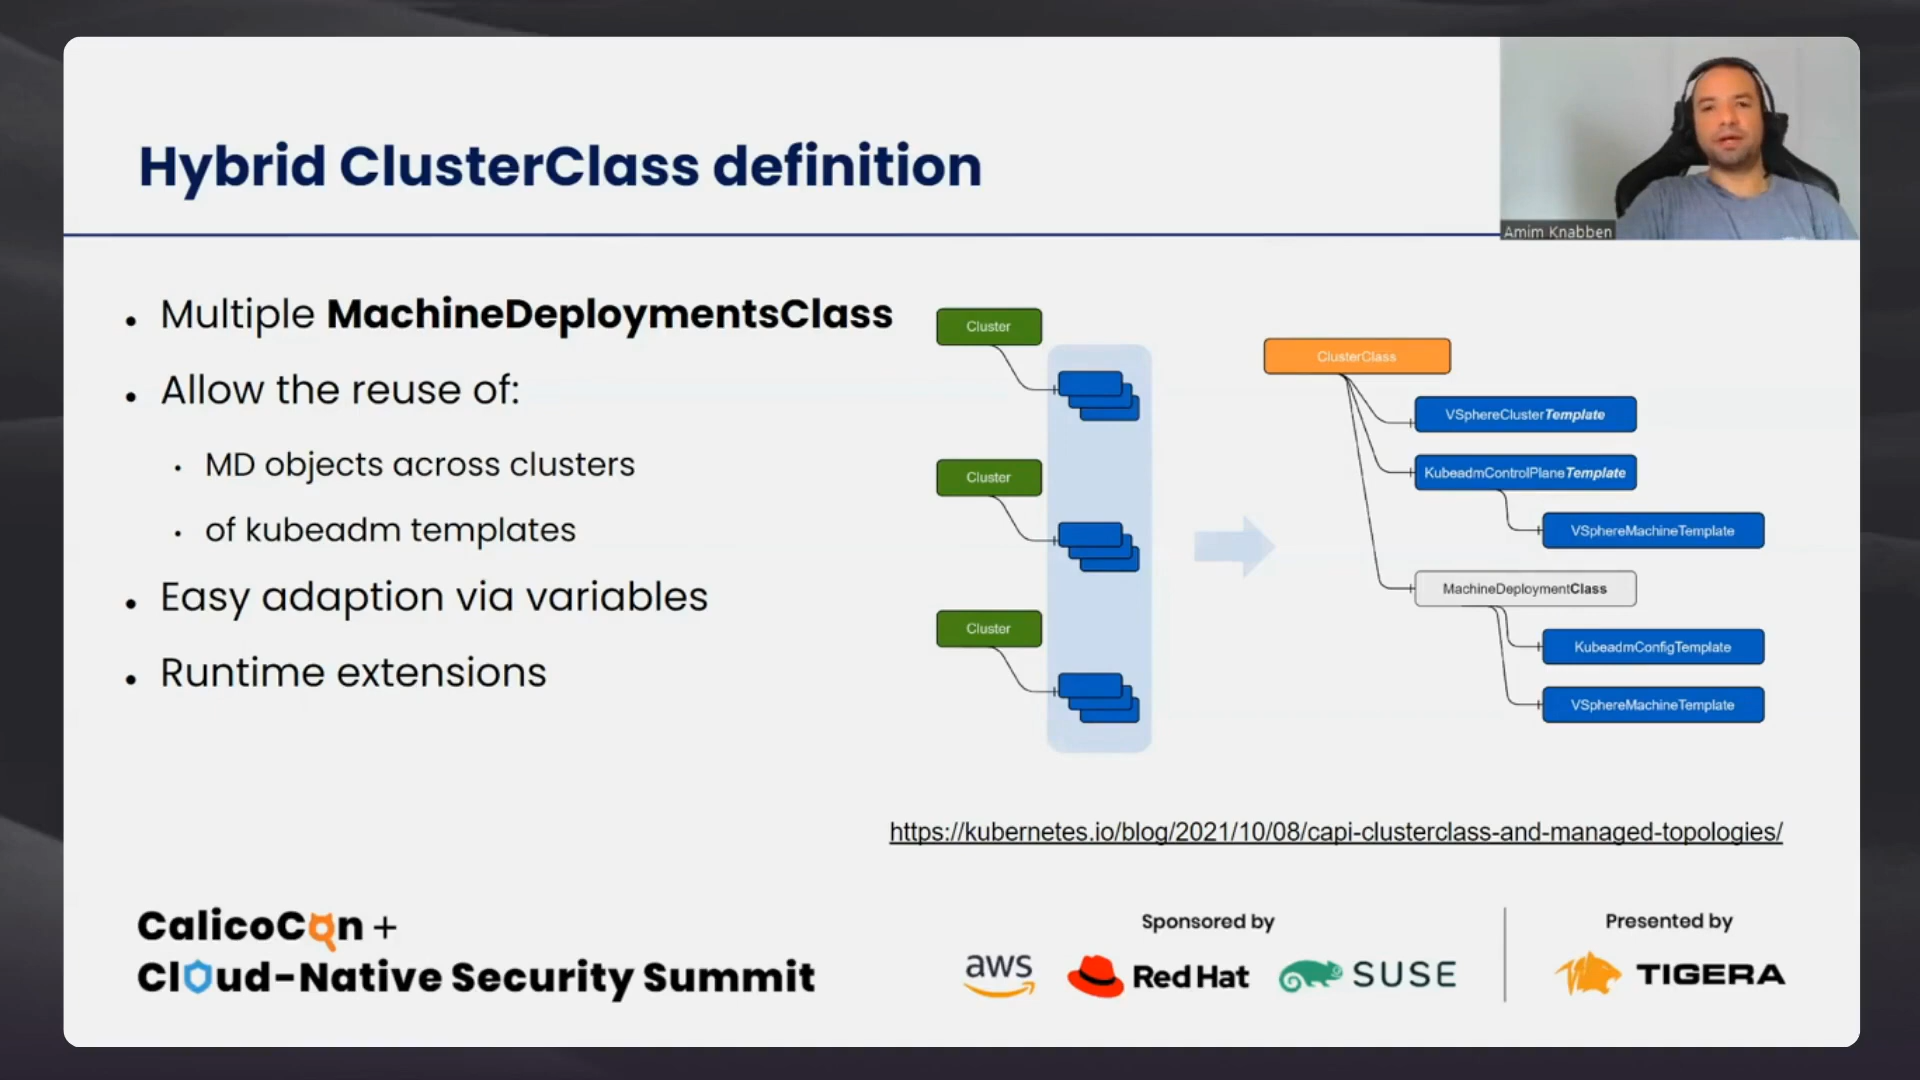 Hybrid ClusterClass definition
Amim Knabben
• Multiple MachineDeploymentsClass
• Allow the reuse of:
• MD objects across clusters
• of kubeadm templates
• Easy adaption via variables
• Runtime extensions
Cluster
Cluster
Cluster
ClusterClass
VSphereClusterTemplate
KubeadmControlPlaneTemplate
VSphereMachineTemplate
MachineDeploymentClass
KubeadmConfigTemplate
VSphereMachineTemplate
https://kubernetes.io/blog/2021/10/08/capi-clusterclass-and-managed-topologies/
CalicoCon +
Cloud-Native Security Summit
Sponsored by
aws
Red Hat
SUSE
Presented by
TIGERA